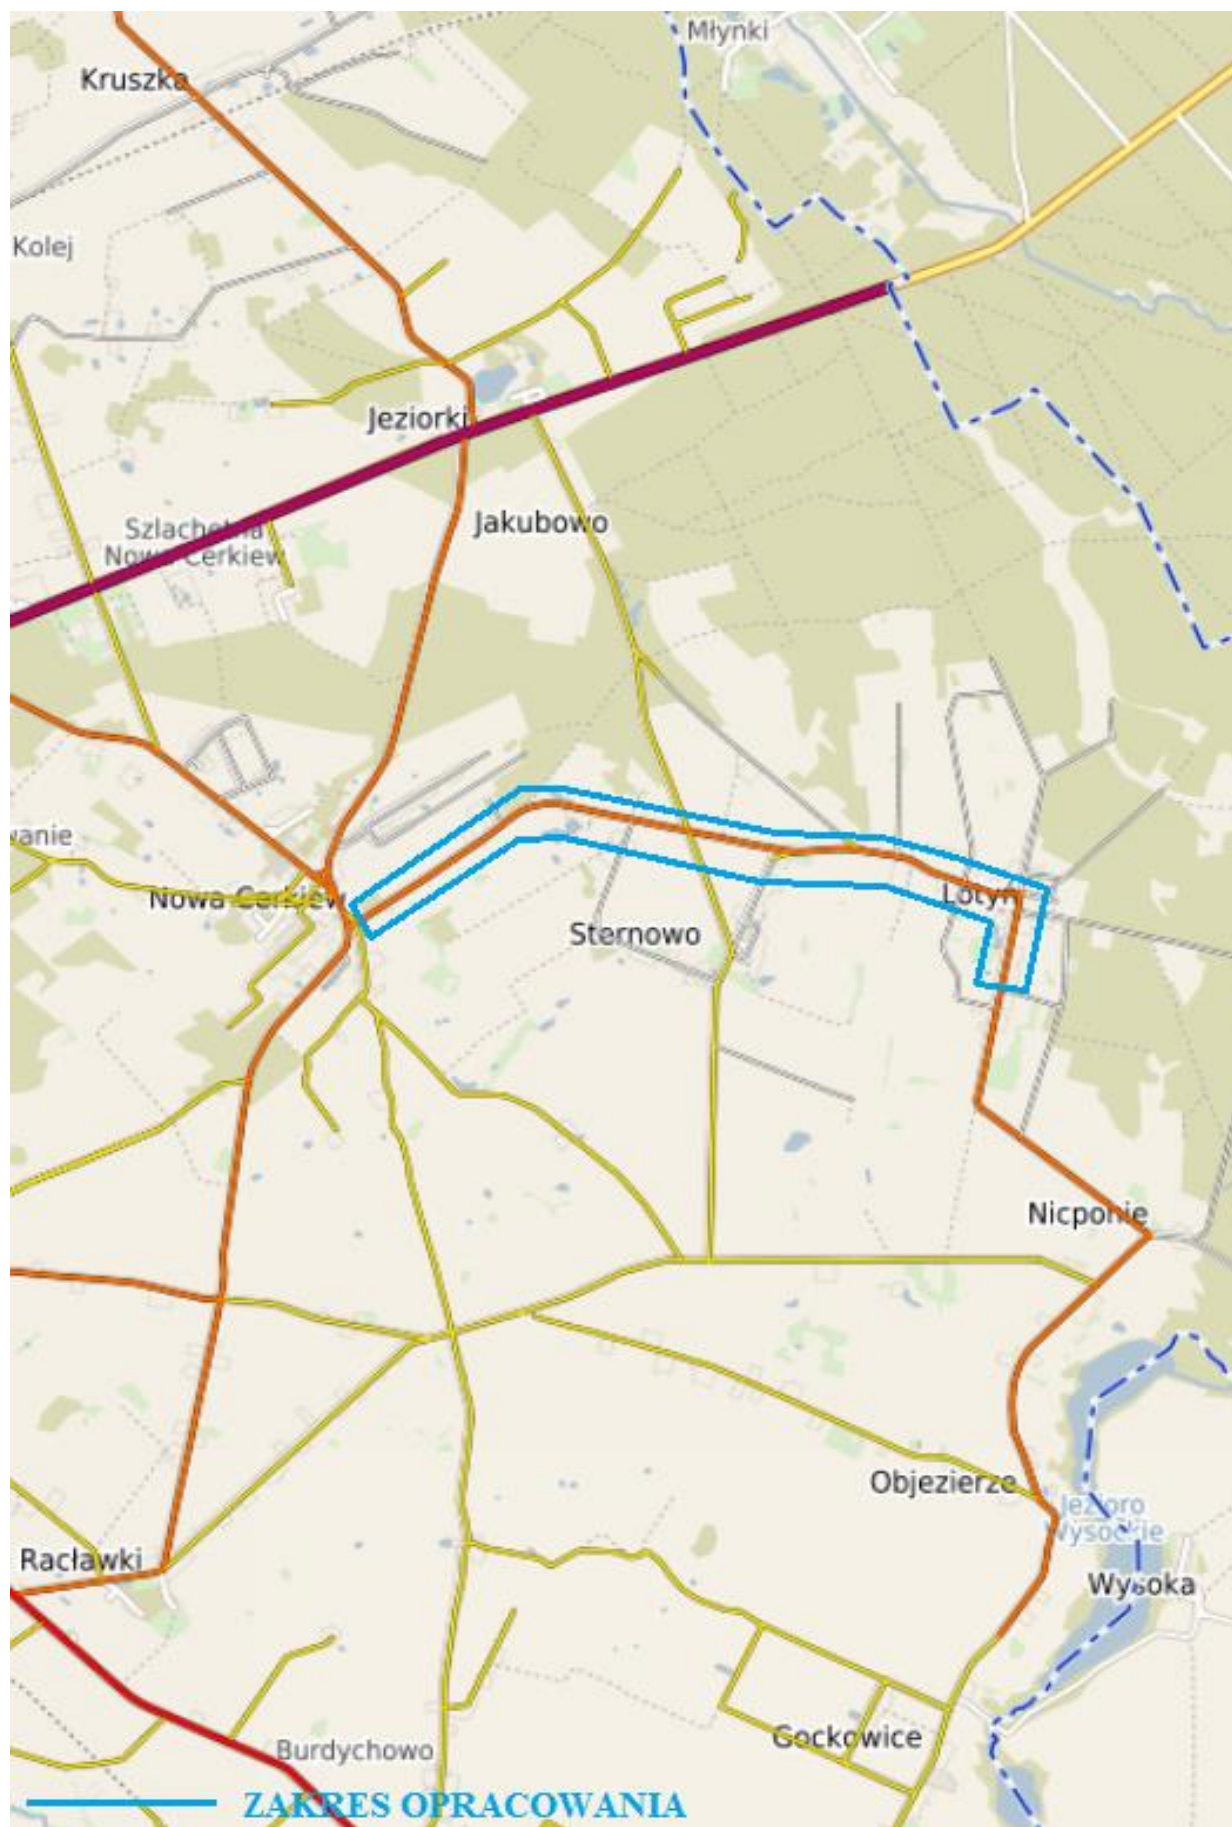 Młynki
Kruszka
Kolej
Jeziorki
Jakubowo
Szlachetna
Nowa Cerkiew
wanie
Nowa Cerkiew
Łotyń
Sternowo
Nicponie
Objezierze
Jezioro
Wysockie
Racławki
Wysoka
Gockowice
Burdychowo
ZAKRES OPRACOWANIA